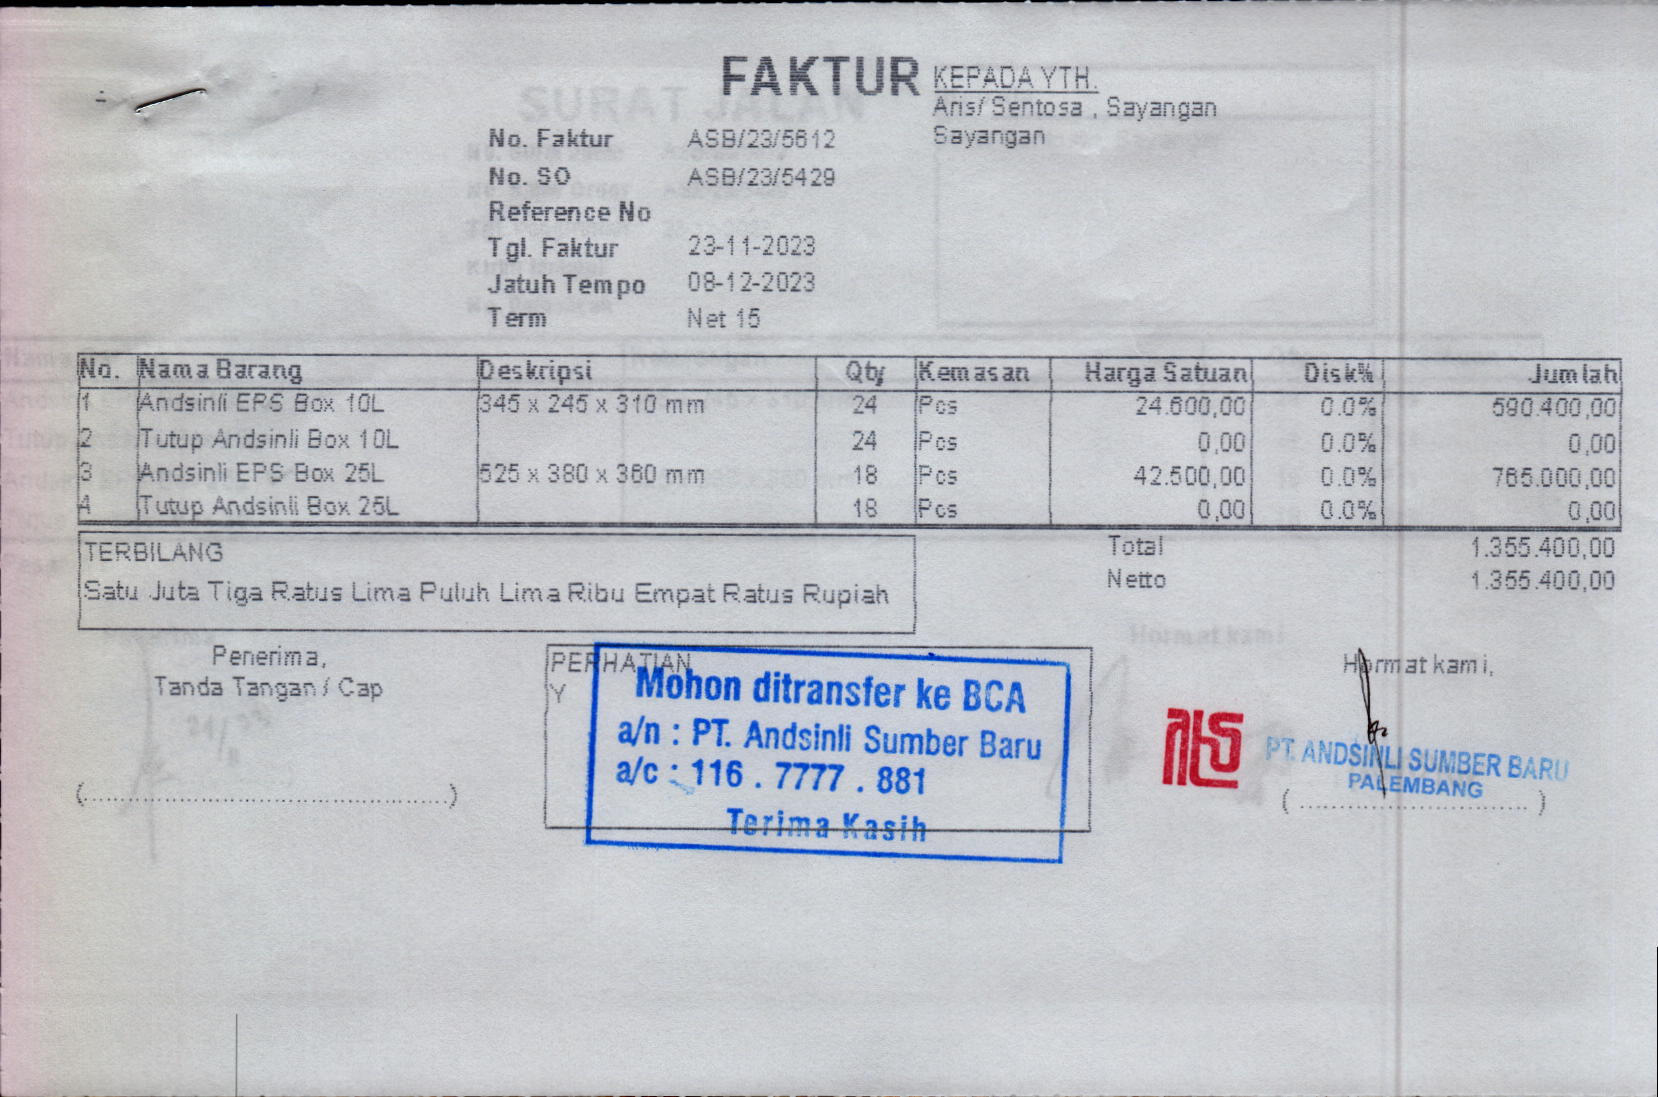 FAKTUR
KEPADA YTH.
Aris/ Sentosa , Sayangan
Sayangan
No. Faktur ASB/23/5612
No. SO ASB/23/5429
Reference No
Tgl. Faktur 23-11-2023
Jatuh Tempo 08-12-2023
Term Net 15
No. Nama Barang Deskripsi Qty Kemasan Harga Satuan Disk% Jumlah
1 Andsinli EPS Box 10L 345 x 245 x 310 mm 24 Pcs 24.600,00 0.0% 590.400,00
2 Tutup Andsinli Box 10L 24 Pcs 0,00 0.0% 0,00
3 Andsinli EPS Box 25L 525 x 380 x 360 mm 18 Pcs 42.500,00 0.0% 765.000,00
4 Tutup Andsinli Box 25L 18 Pcs 0,00 0.0% 0,00
TERBILANG
Satu Juta Tiga Ratus Lima Puluh Lima Ribu Empat Ratus Rupiah
Total 1.355.400,00
Netto 1.355.400,00
Penerima,
Tanda Tangan / Cap
PERHATIAN
Y
Mohon ditransfer ke BCA
a/n : PT. Andsinli Sumber Baru
a/c : 116 . 7777 . 881
Terima Kasih
Hormat kami,
PT. ANDSINLI SUMBER BARU
PALEMBANG